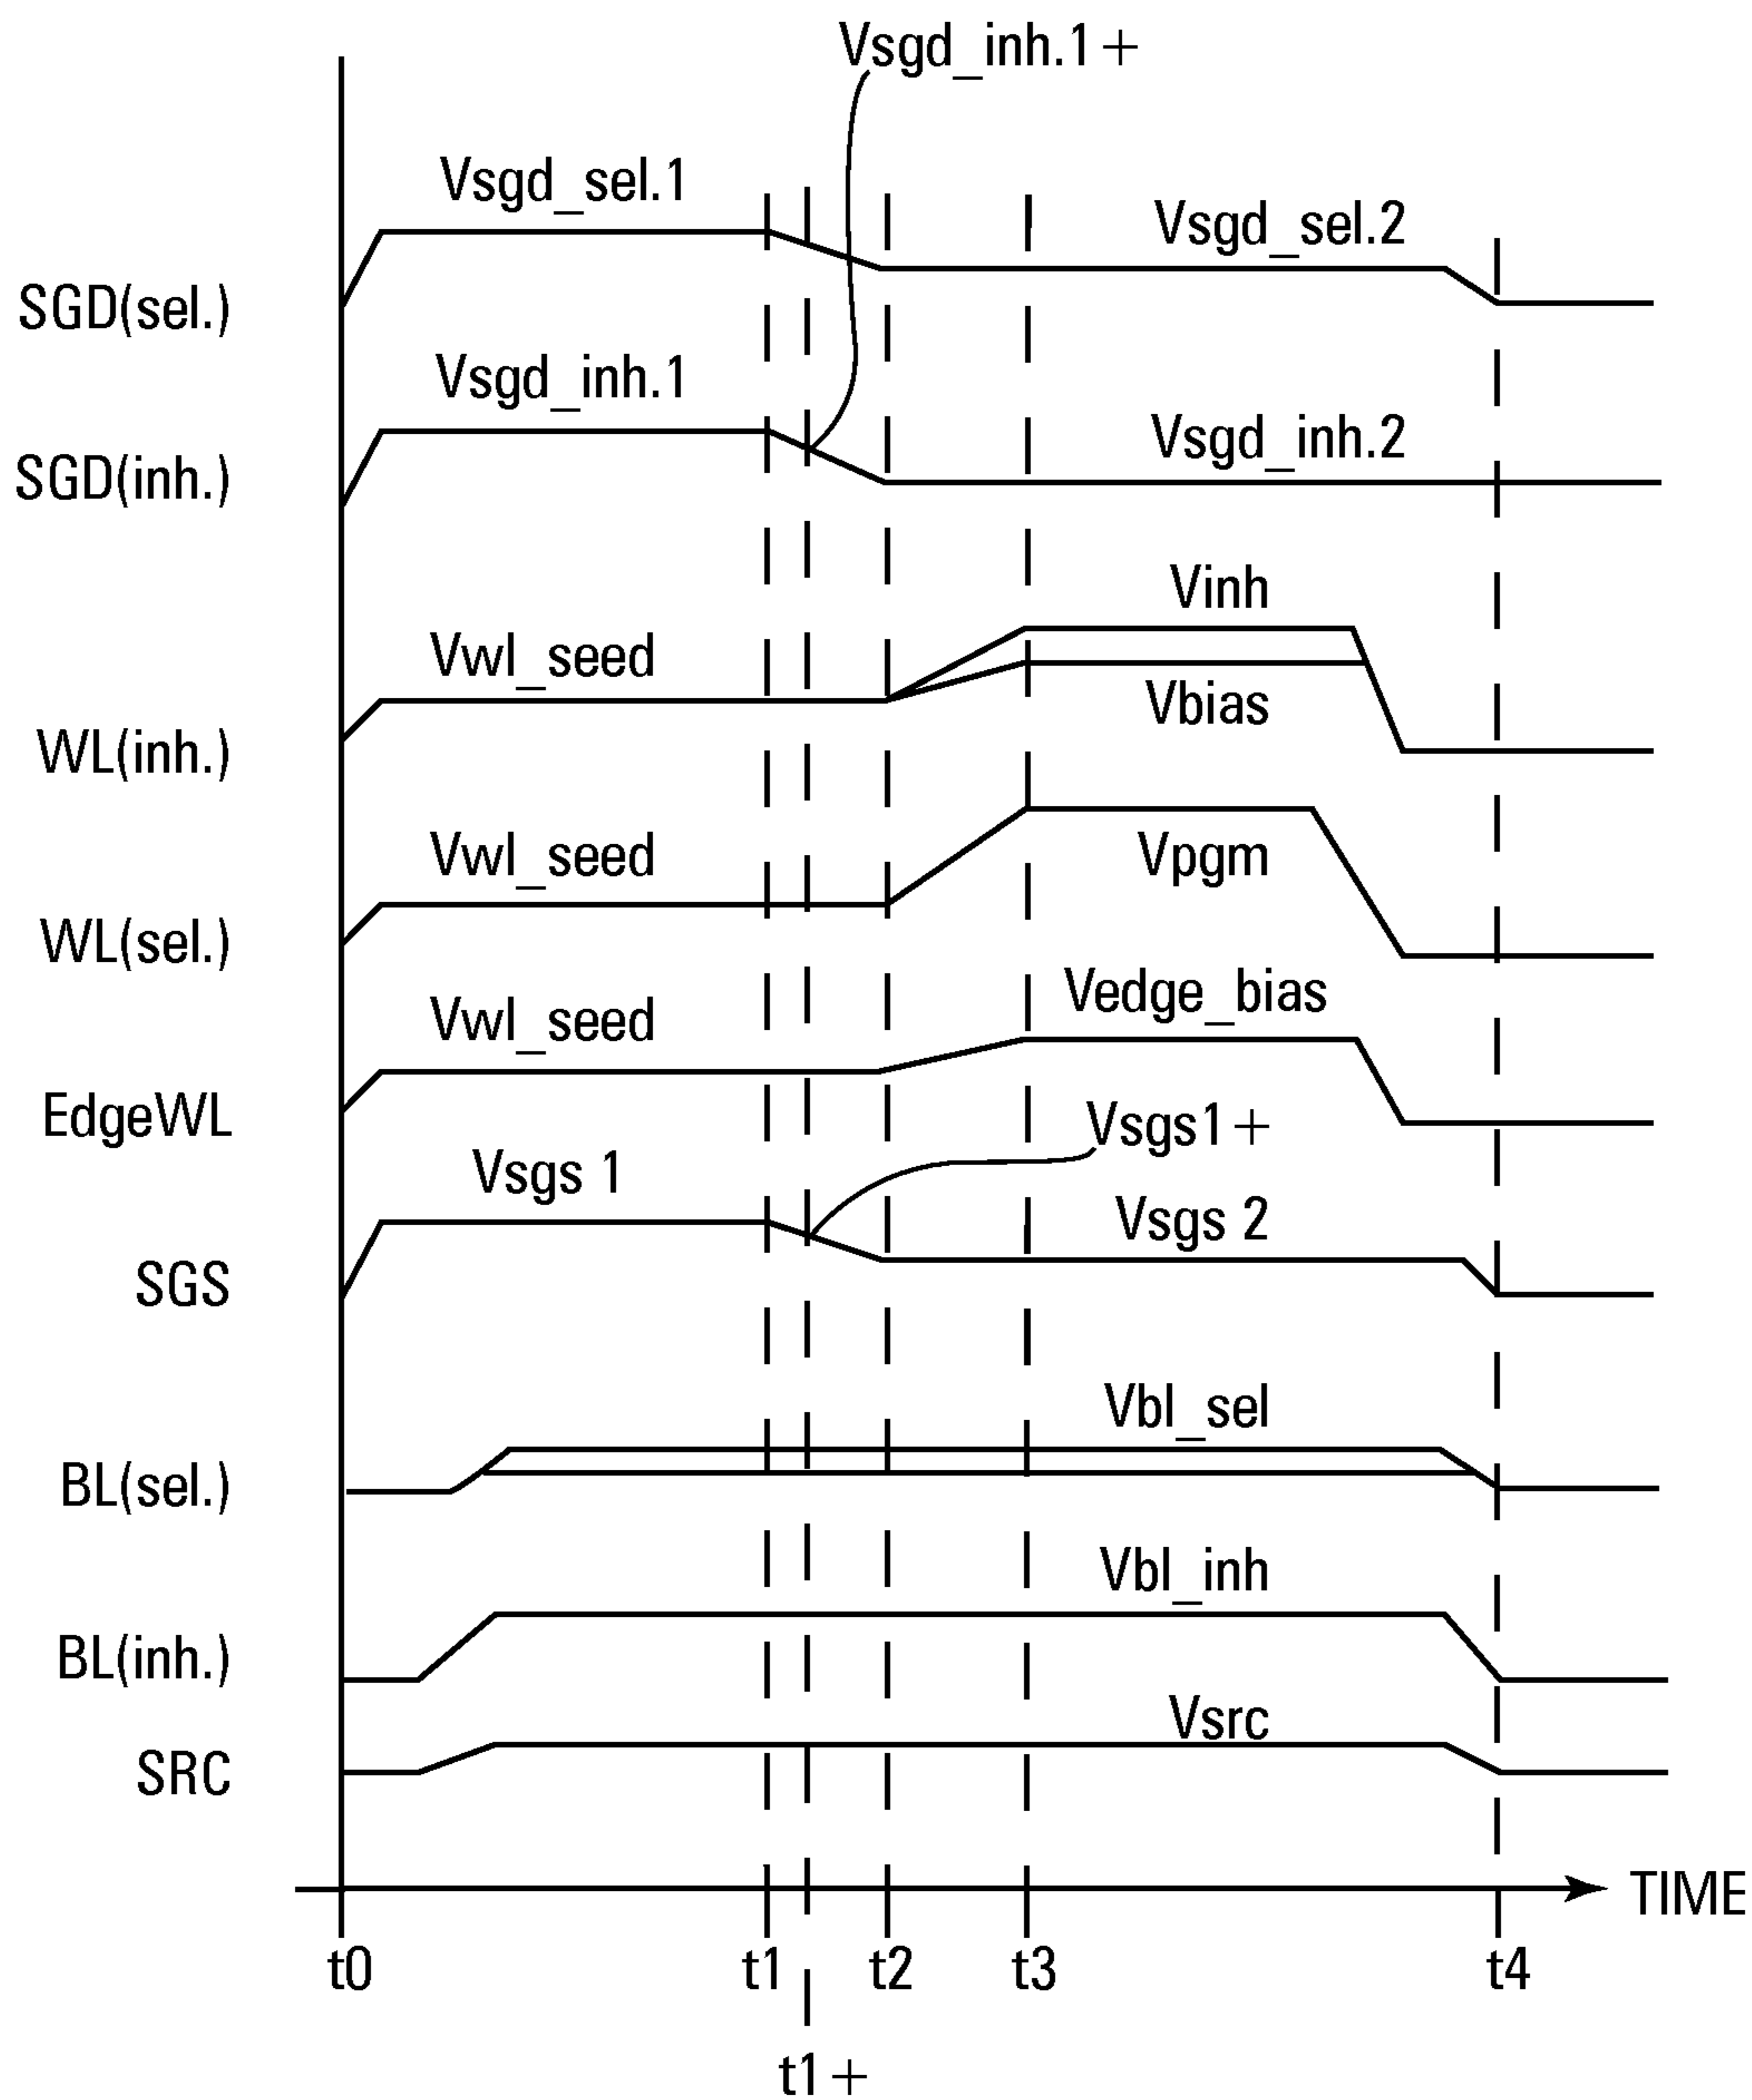 Vsgd_inh.1+
Vsgd_sel.1
Vsgd_sel.2
SGD(sel.)
Vsgd_inh.1
Vsgd_inh.2
SGD(inh.)
Vinh
Vwl_seed
Vbias
WL(inh.)
Vwl_seed
Vpgm
WL(sel.)
Vedge_bias
Vwl_seed
EdgeWL
Vsgs1+
Vsgs 1
Vsgs 2
SGS
Vbl_sel
BL(sel.)
Vbl_inh
BL(inh.)
Vsrc
SRC
TIME
t0 t1 t2 t3 t4
t1+